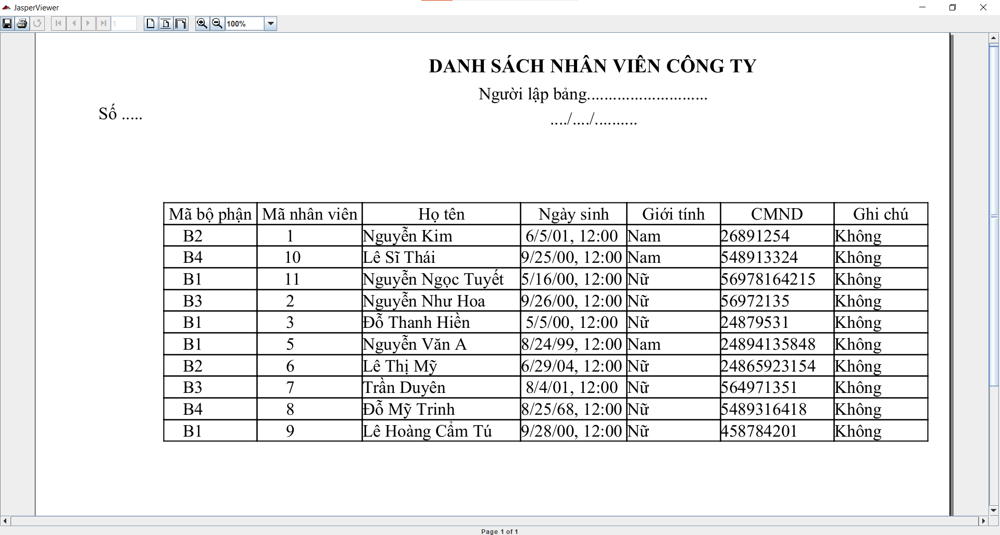 JasperViewer
1
100%
DANH SÁCH NHÂN VIÊN CÔNG TY
Người lập bảng............................
Số .....
..../..../..........
Mã bộ phận Mã nhân viên Họ tên Ngày sinh Giới tính CMND Ghi chú
B2 1 Nguyễn Kim 6/5/01, 12:00 Nam 26891254 Không
B4 10 Lê Sĩ Thái 9/25/00, 12:00 Nam 548913324 Không
B1 11 Nguyễn Ngọc Tuyết 5/16/00, 12:00 Nữ 56978164215 Không
B3 2 Nguyễn Như Hoa 9/26/00, 12:00 Nữ 56972135 Không
B1 3 Đỗ Thanh Hiền 5/5/00, 12:00 Nữ 24879531 Không
B1 5 Nguyễn Văn A 8/24/99, 12:00 Nam 24894135848 Không
B2 6 Lê Thị Mỹ 6/29/04, 12:00 Nữ 24865923154 Không
B3 7 Trần Duyên 8/4/01, 12:00 Nữ 564971351 Không
B4 8 Đỗ Mỹ Trinh 8/25/68, 12:00 Nữ 5489316418 Không
B1 9 Lê Hoàng Cẩm Tú 9/28/00, 12:00 Nữ 458784201 Không
Page 1 of 1